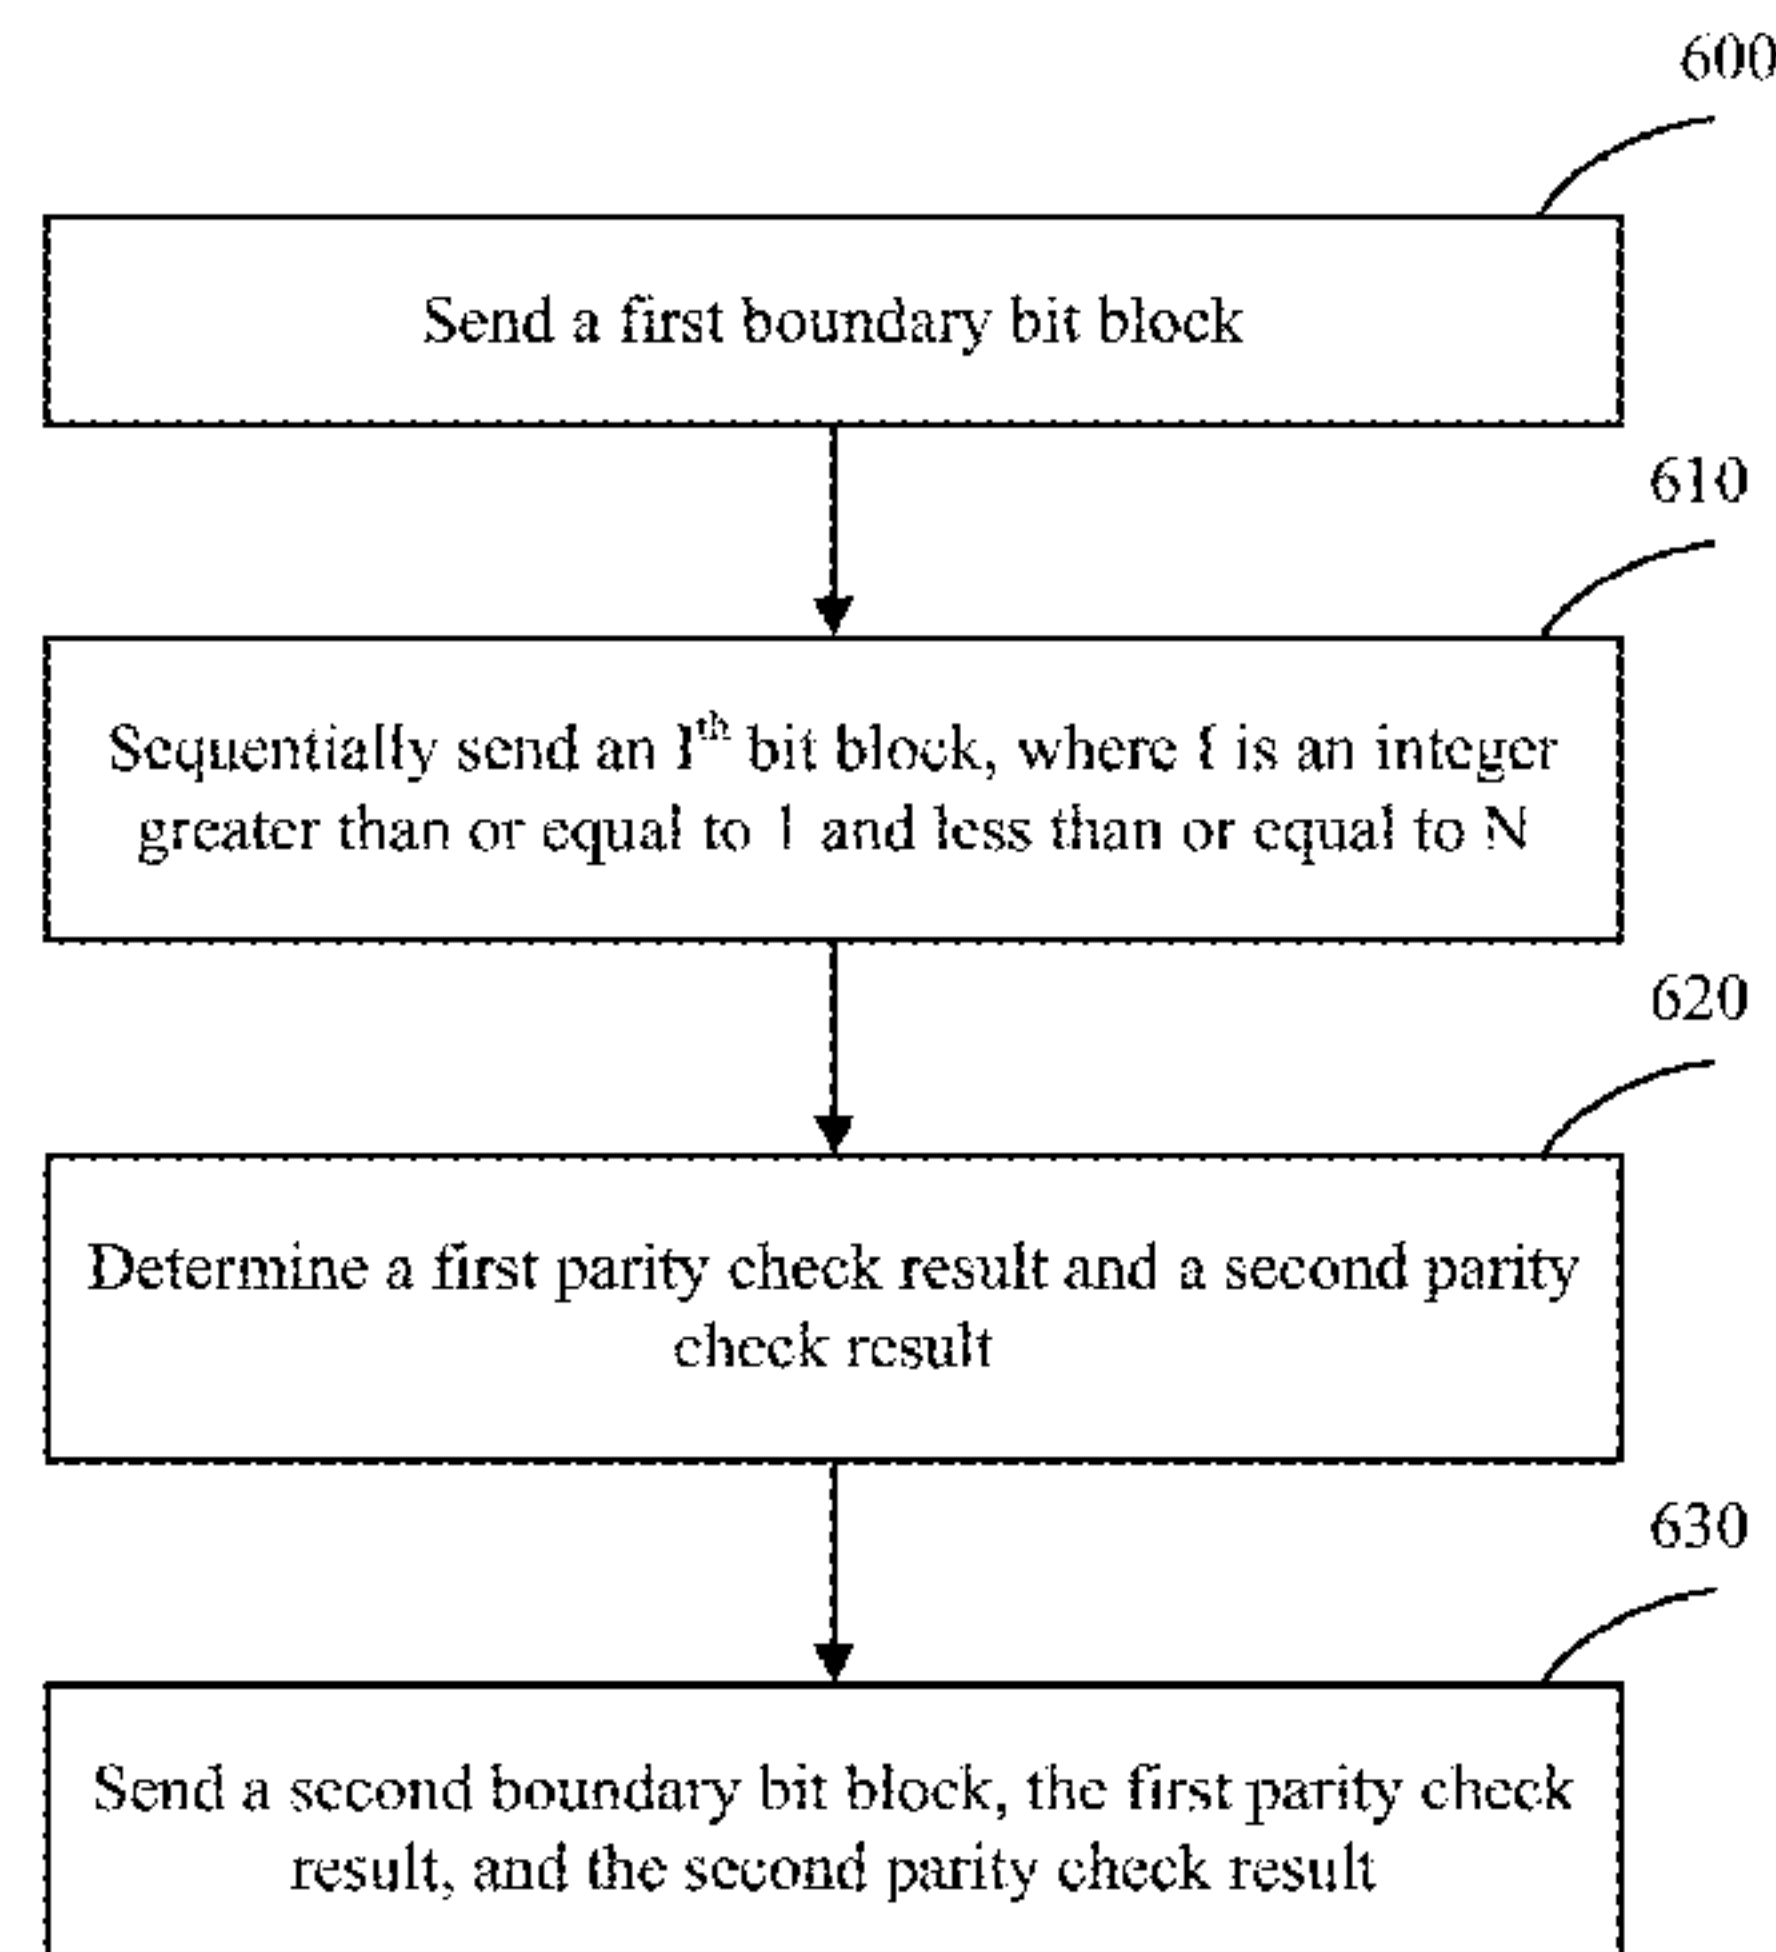 600
Send a first boundary bit block
610
Sequentially send an Ith bit block, where I is an integer
greater than or equal to 1 and less than or equal to N
620
Determine a first parity check result and a second parity
check result
630
Send a second boundary bit block, the first parity check
result, and the second parity check result